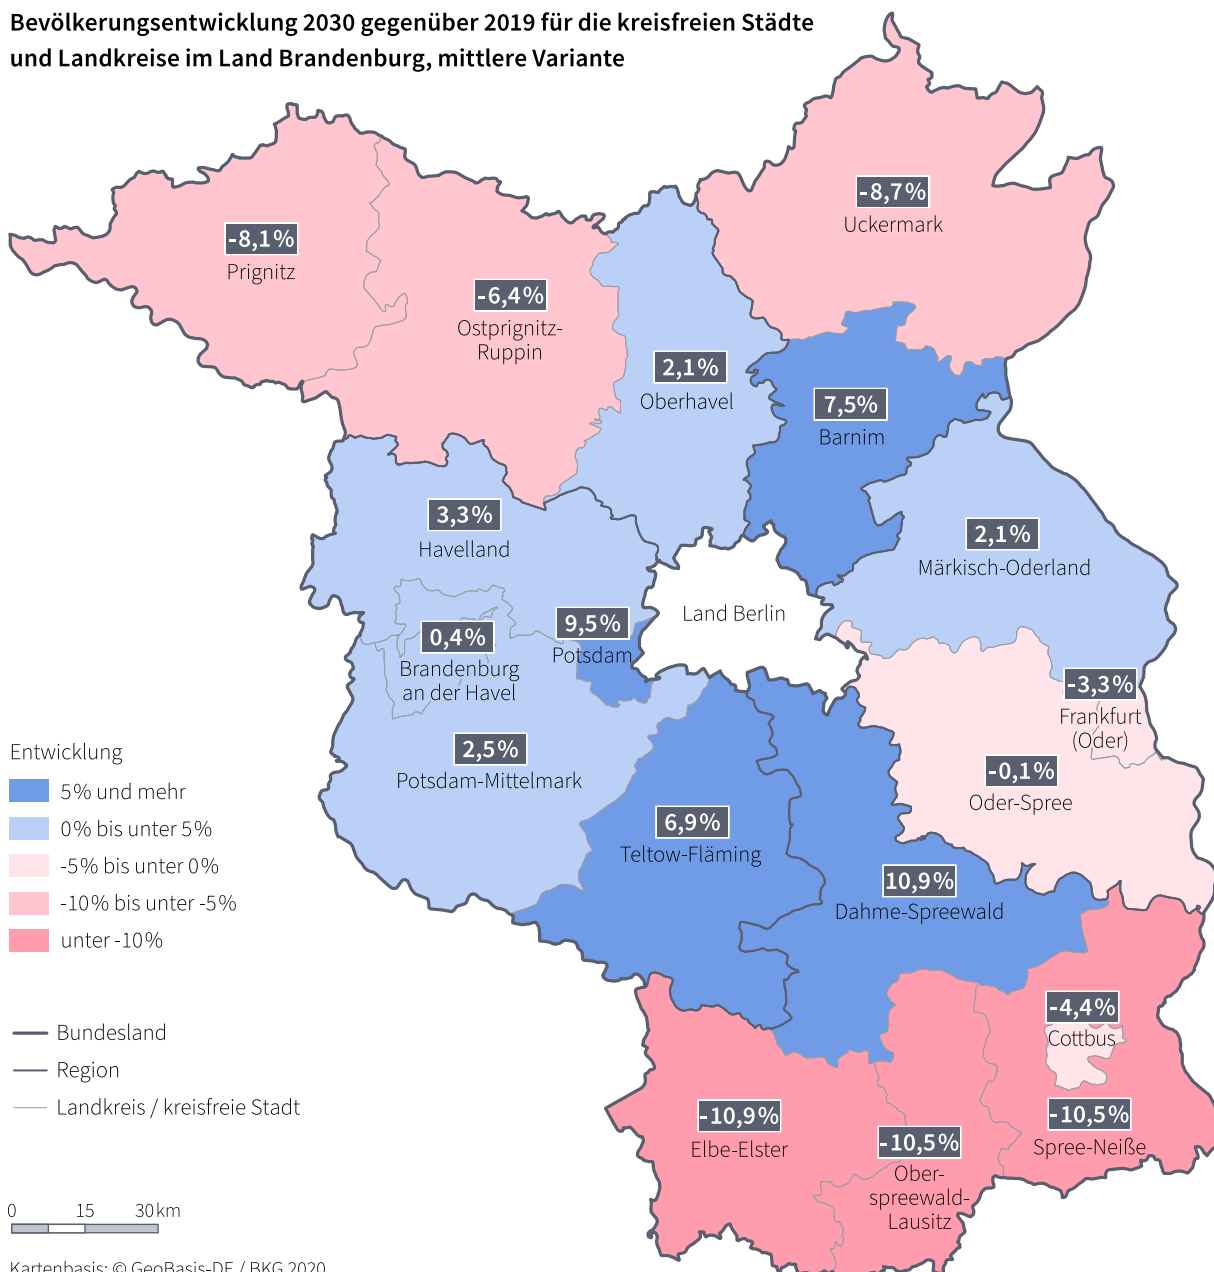 Bevölkerungsentwicklung 2030 gegenüber 2019 für die kreisfreien Städte
und Landkreise im Land Brandenburg, mittlere Variante
-8,7%
Uckermark
-8,1%
Prignitz
-6,4%
Ostprignitz-
Ruppin
2,1%
Oberhavel
7,5%
Barnim
3,3%
Havelland
2,1%
Märkisch-Oderland
Land Berlin
9,5%
Potsdam
0,4%
Brandenburg
an der Havel
-3,3%
Frankfurt
(Oder)
2,5%
Potsdam-Mittelmark
-0,1%
Oder-Spree
6,9%
Teltow-Fläming
10,9%
Dahme-Spreewald
-4,4%
Cottbus
-10,9%
Elbe-Elster
-10,5%
Ober-
spreewald-
Lausitz
-10,5%
Spree-Neiße
Entwicklung
5% und mehr
0% bis unter 5%
-5% bis unter 0%
-10% bis unter -5%
unter -10%
Bundesland
Region
Landkreis / kreisfreie Stadt
0 15 30 km
Kartenbasis: © GeoBasis-DE / BKG 2020